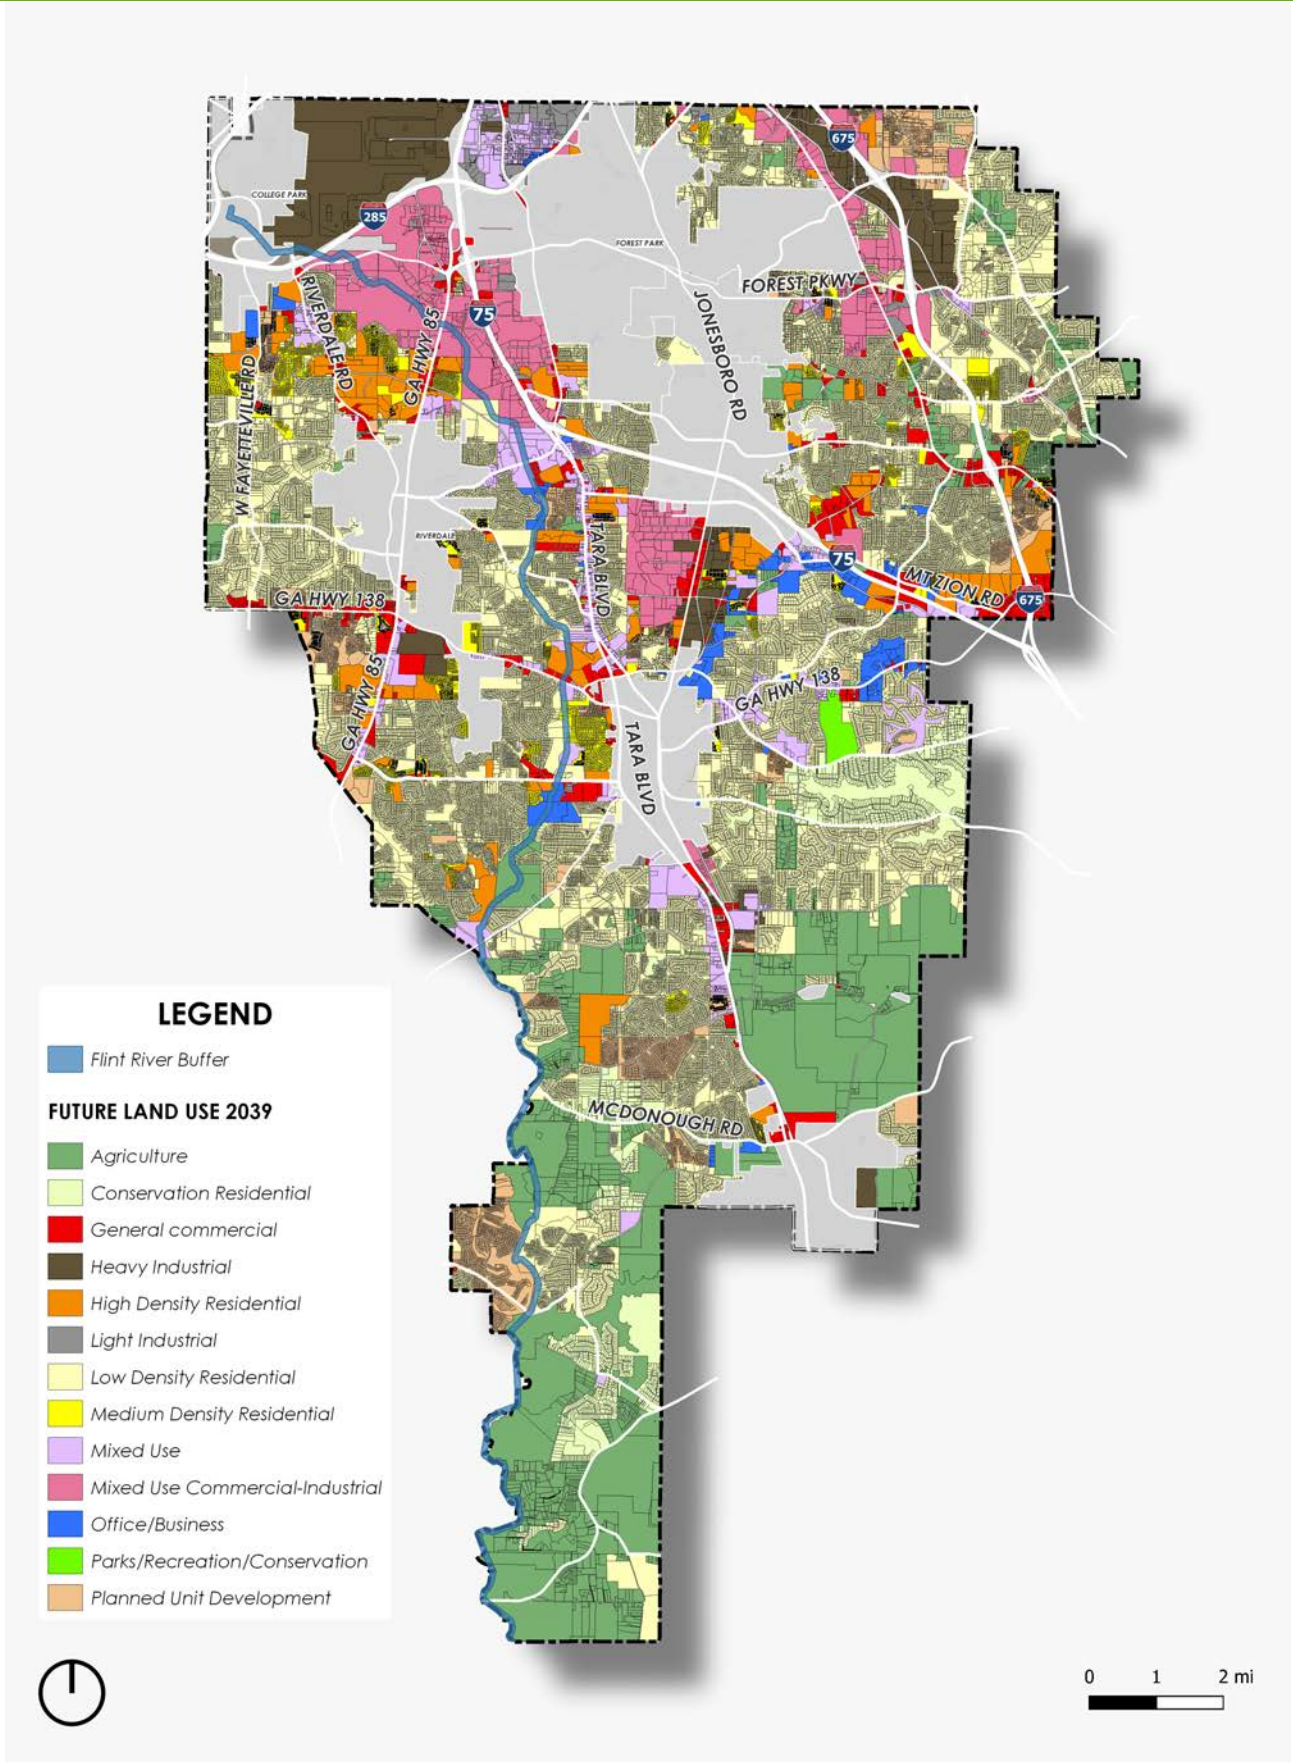 675
COLLEGE PARK
285
FOREST PARK
FOREST PKWY
RIVERDALE RD
GA HWY 85
75
JONESBORO RD
W FAYETTEVILLE RD
RIVERDALE
TARA BLVD
75
MT ZION RD
675
GA HWY 138
GA HWY 85
GA HWY 138
TARA BLVD
MCDONOUGH RD
LEGEND
Flint River Buffer
FUTURE LAND USE 2039
Agriculture
Conservation Residential
General commercial
Heavy Industrial
High Density Residential
Light Industrial
Low Density Residential
Medium Density Residential
Mixed Use
Mixed Use Commercial-Industrial
Office/Business
Parks/Recreation/Conservation
Planned Unit Development
0 1 2 mi